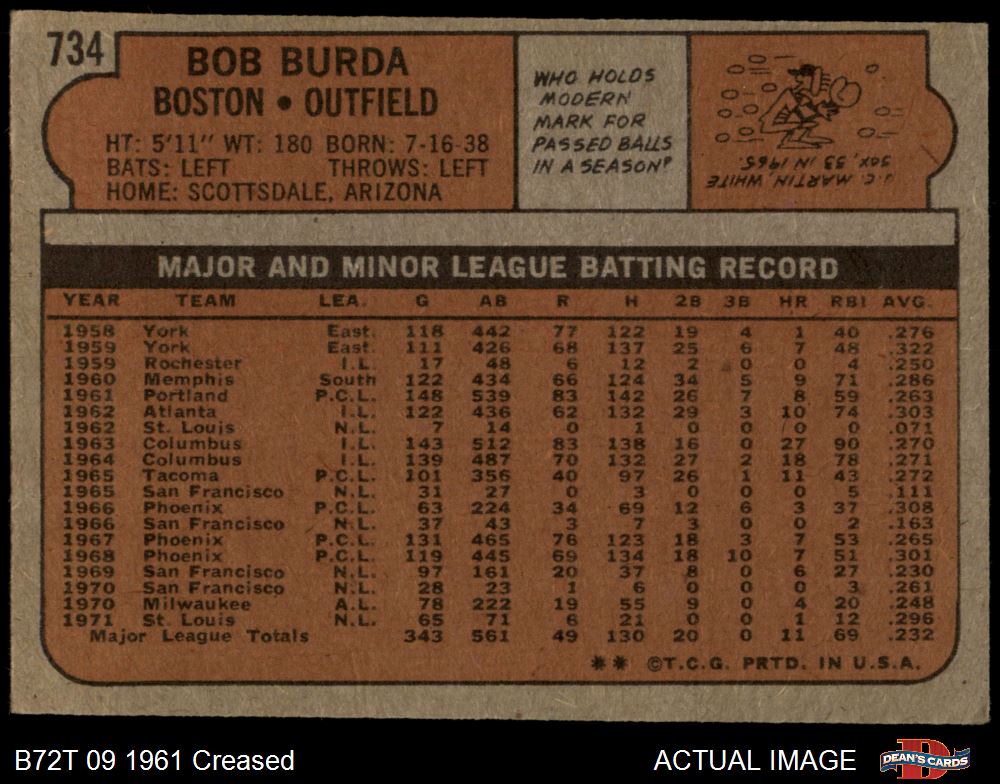 734
BOB BURDA
BOSTON • OUTFIELD
HT: 5'11" WT: 180 BORN: 7-16-38
BATS: LEFT THROWS: LEFT
HOME: SCOTTSDALE, ARIZONA
WHO HOLDS
MODERN
MARK FOR
PASSED BALLS
IN A SEASON?
J.C. MARTIN, WHITE
SOX, 33 IN 1965.
MAJOR AND MINOR LEAGUE BATTING RECORD
YEAR TEAM LEA. G AB R H 2B 3B HR RBI AVG.
1958 York East. 118 442 77 122 19 4 1 40 .276
1959 York East. 111 426 68 137 25 6 7 48 .322
1959 Rochester I.L. 17 48 6 12 2 0 0 4 .250
1960 Memphis South 122 434 66 124 34 5 9 71 .286
1961 Portland P.C.L. 148 539 83 142 26 7 8 59 .263
1962 Atlanta I.L. 122 436 62 132 29 3 10 74 .303
1962 St. Louis N.L. 7 14 0 1 0 0 0 0 .071
1963 Columbus I.L. 143 512 83 138 16 0 27 90 .270
1964 Columbus I.L. 139 487 70 132 27 2 18 78 .271
1965 Tacoma P.C.L. 101 356 40 97 26 1 11 43 .272
1965 San Francisco N.L. 31 27 0 3 0 0 0 5 .111
1966 Phoenix P.C.L. 63 224 34 69 12 6 3 37 .308
1966 San Francisco N.L. 37 43 3 7 3 0 0 2 .163
1967 Phoenix P.C.L. 131 465 76 123 18 3 7 53 .265
1968 Phoenix P.C.L. 119 445 69 134 18 10 7 51 .301
1969 San Francisco N.L. 97 161 20 37 8 0 6 27 .230
1970 San Francisco N.L. 28 23 1 6 0 0 0 3 .261
1970 Milwaukee A.L. 78 222 19 55 9 0 4 20 .248
1971 St. Louis N.L. 65 71 6 21 0 0 1 12 .296
Major League Totals 343 561 49 130 20 0 11 69 .232
** ©T.C.G. PRTD. IN U.S.A.
B72T 09 1961 Creased
ACTUAL IMAGE
DEAN'S CARDS